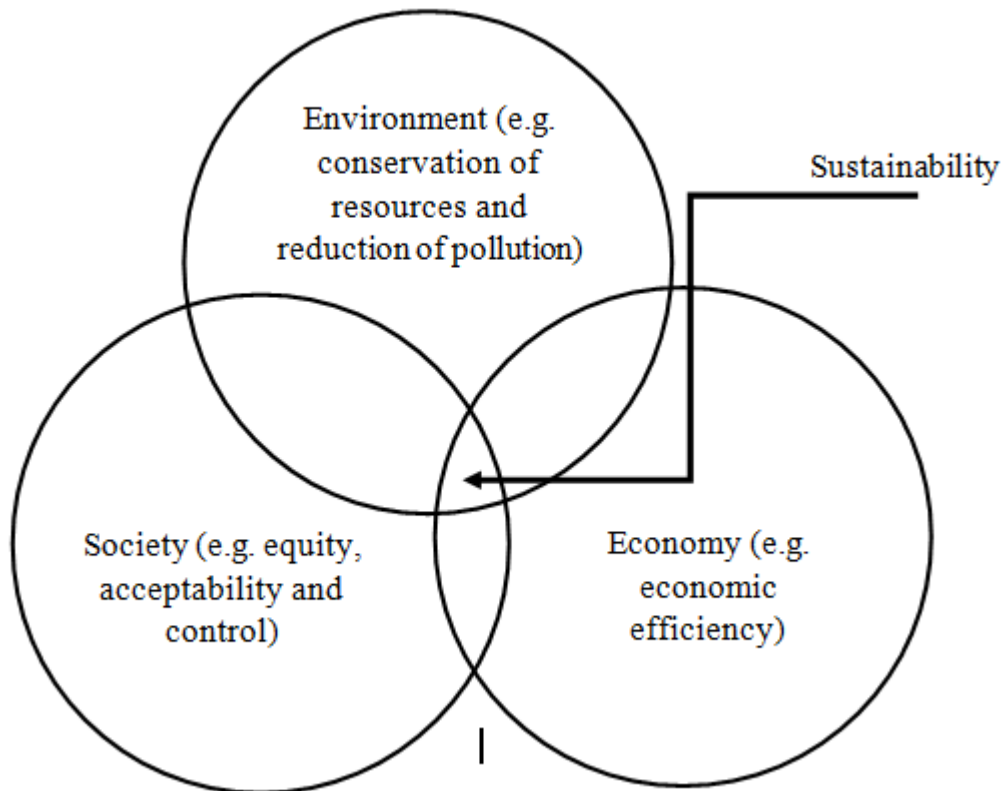 Environment (e.g.
conservation of
resources and
reduction of pollution)
Sustainability
Society (e.g. equity,
acceptability and
control)
Economy (e.g.
economic
efficiency)